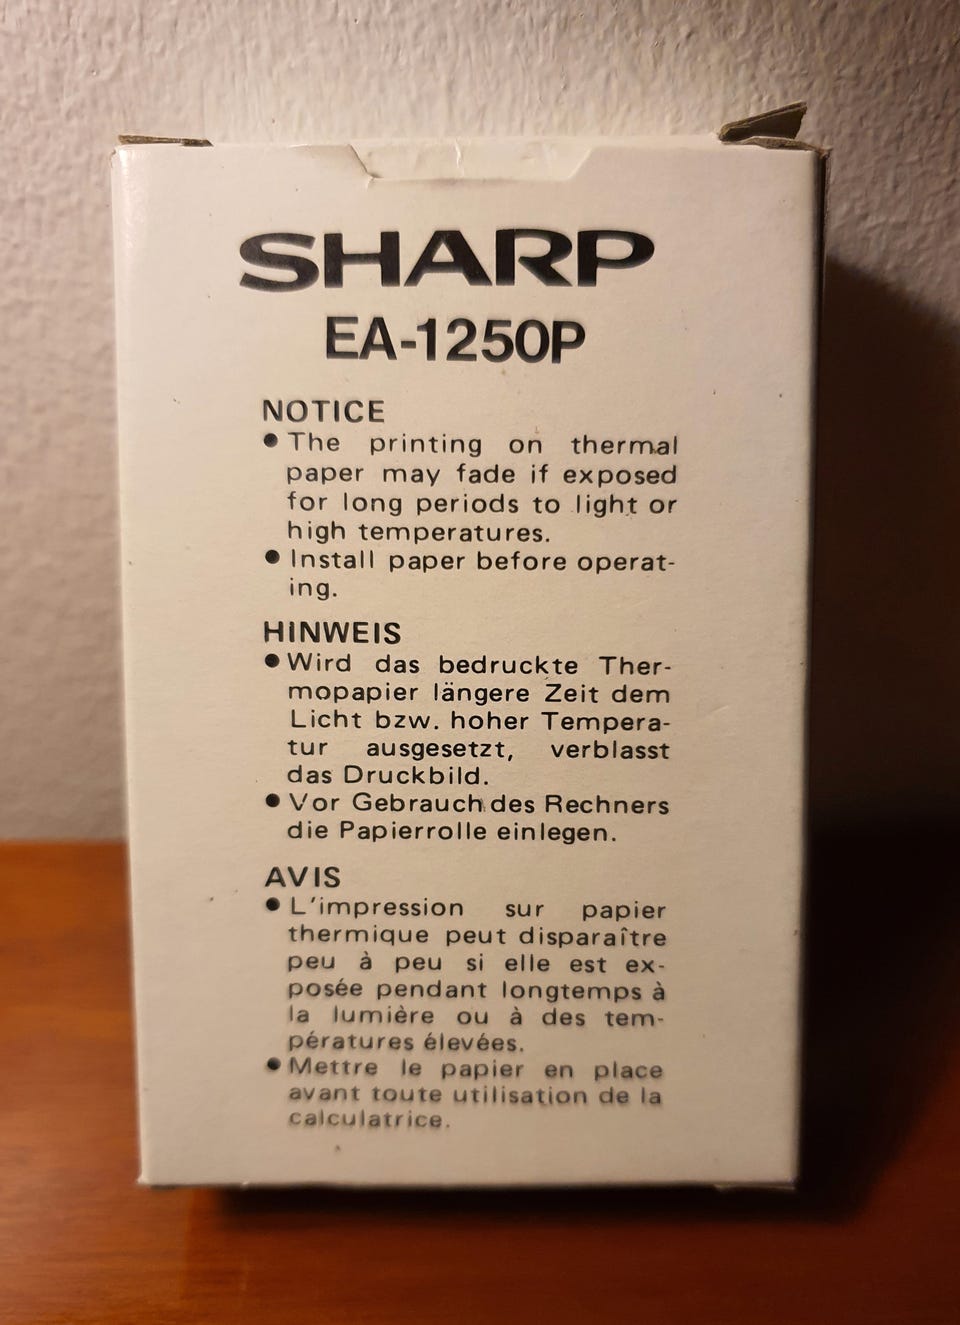 SHARP
EA-1250P
NOTICE
● The printing on thermal
paper may fade if exposed
for long periods to light or
high temperatures.
● Install paper before operat-
ing.
HINWEIS
● Wird das bedruckte Ther-
mopapier längere Zeit dem
Licht bzw. hoher Tempera-
tur ausgesetzt, verblasst
das Druckbild.
● Vor Gebrauch des Rechners
die Papierrolle einlegen.
AVIS
● L'impression sur papier
thermique peut disparaître
peu à peu si elle est ex-
posée pendant longtemps à
la lumière ou à des tem-
pératures élevées.
● Mettre le papier en place
avant toute utilisation de la
calculatrice.